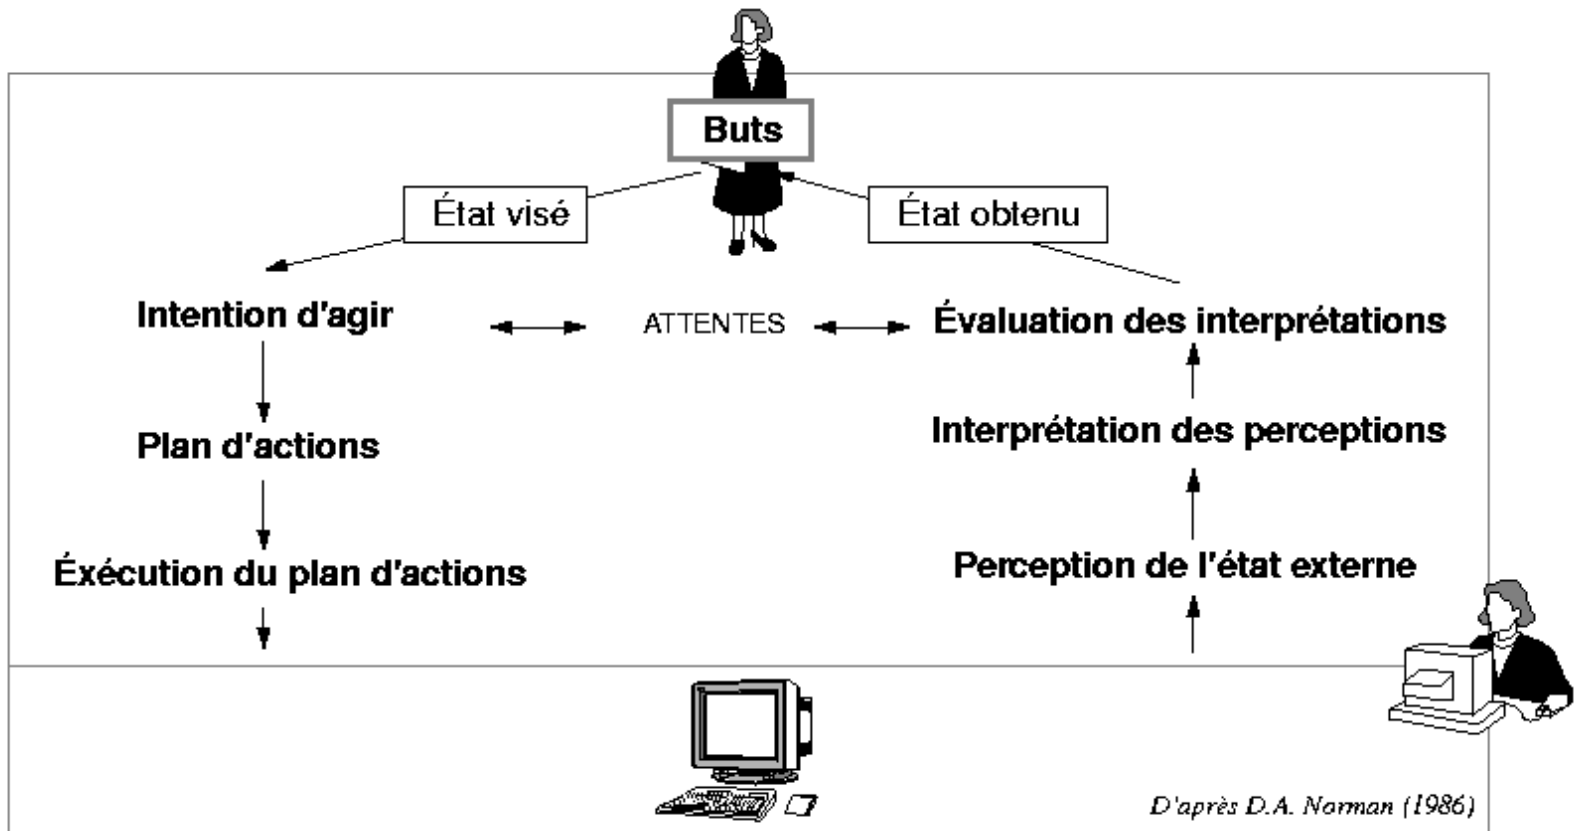 Buts
État visé
État obtenu
Intention d'agir
ATTENTES
Évaluation des interprétations
Plan d'actions
Interprétation des perceptions
Éxécution du plan d'actions
Perception de l'état externe
D'après D.A. Norman (1986)